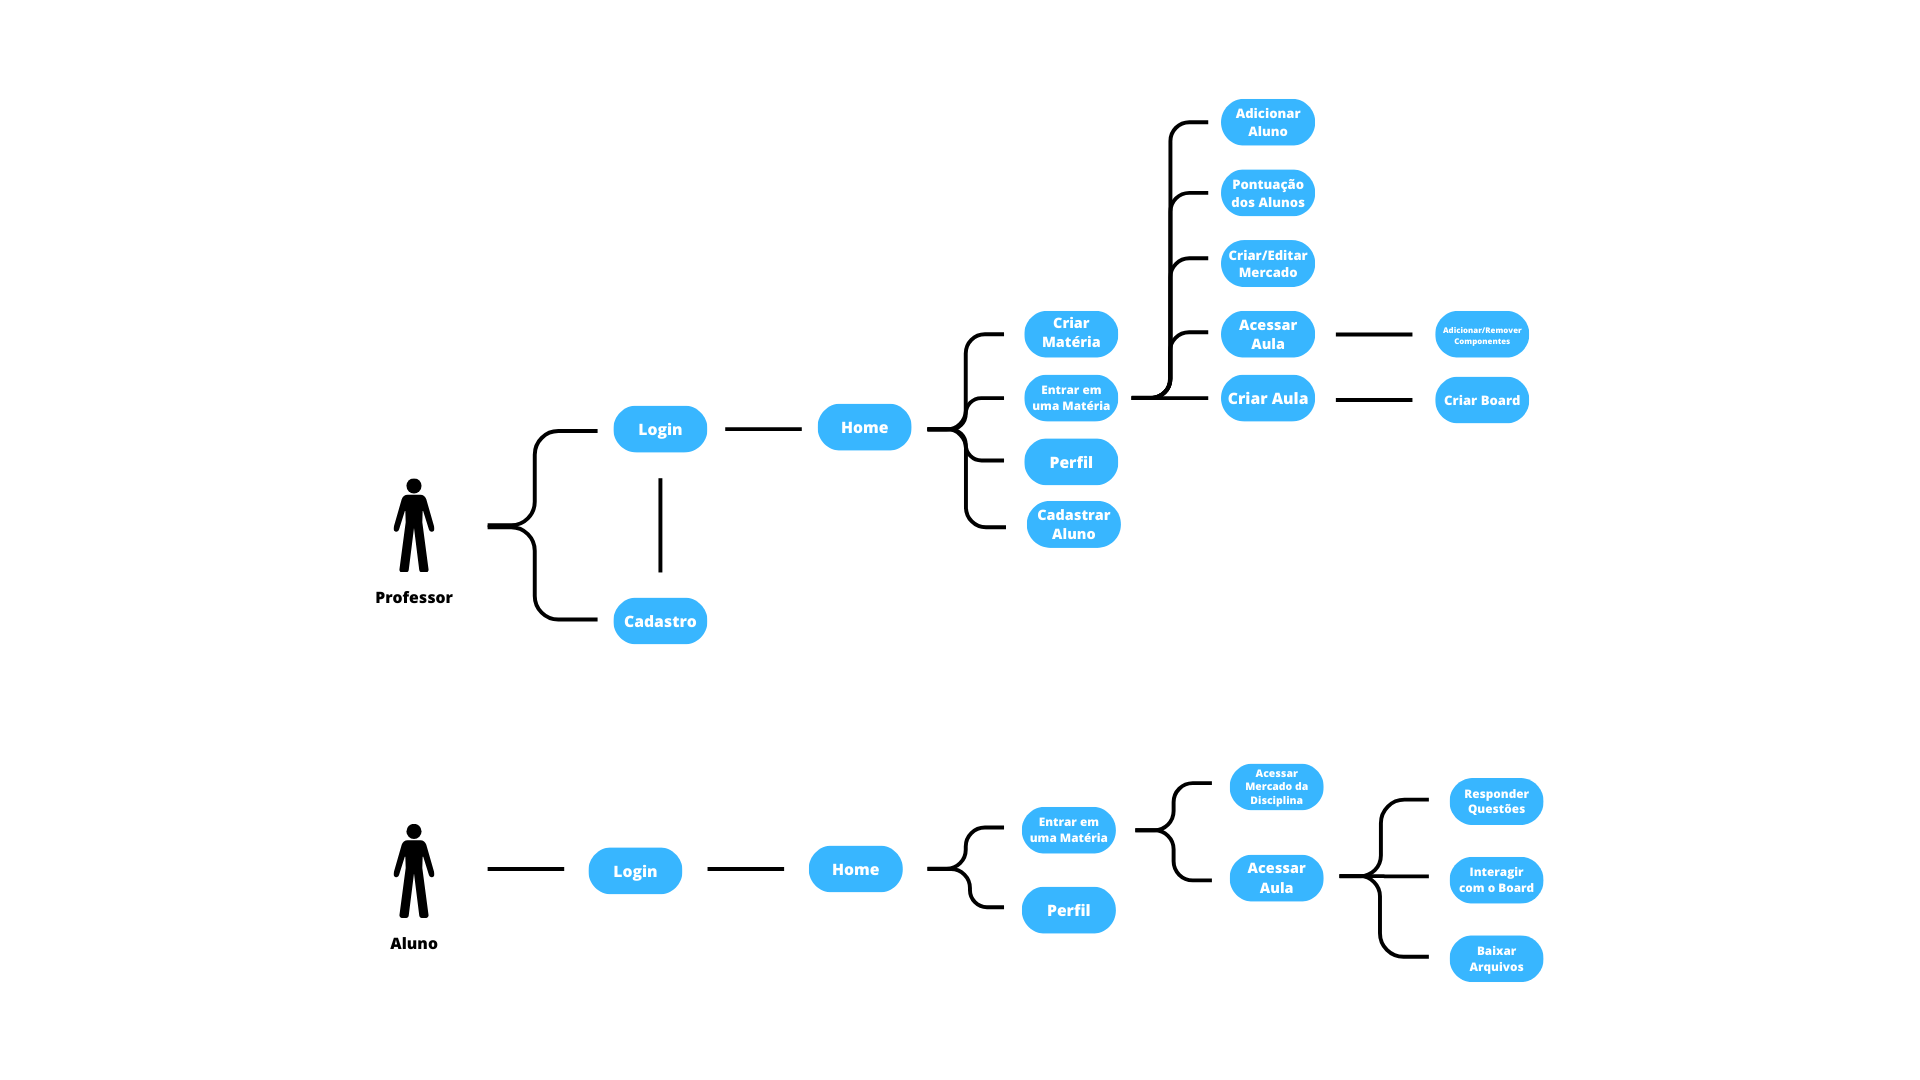 Adicionar
Aluno
Pontuação
dos Alunos
Criar/Editar
Mercado
Criar
Matéria
Acessar
Aula
Adicionar/Remover
Componentes
Entrar em
uma Matéria
Criar Aula
Criar Board
Login
Home
Perfil
Cadastrar
Aluno
Professor
Cadastro
Acessar
Mercado da
Disciplina
Responder
Questões
Entrar em
uma Matéria
Login
Home
Acessar
Aula
Interagir
com o Board
Perfil
Aluno
Baixar
Arquivos